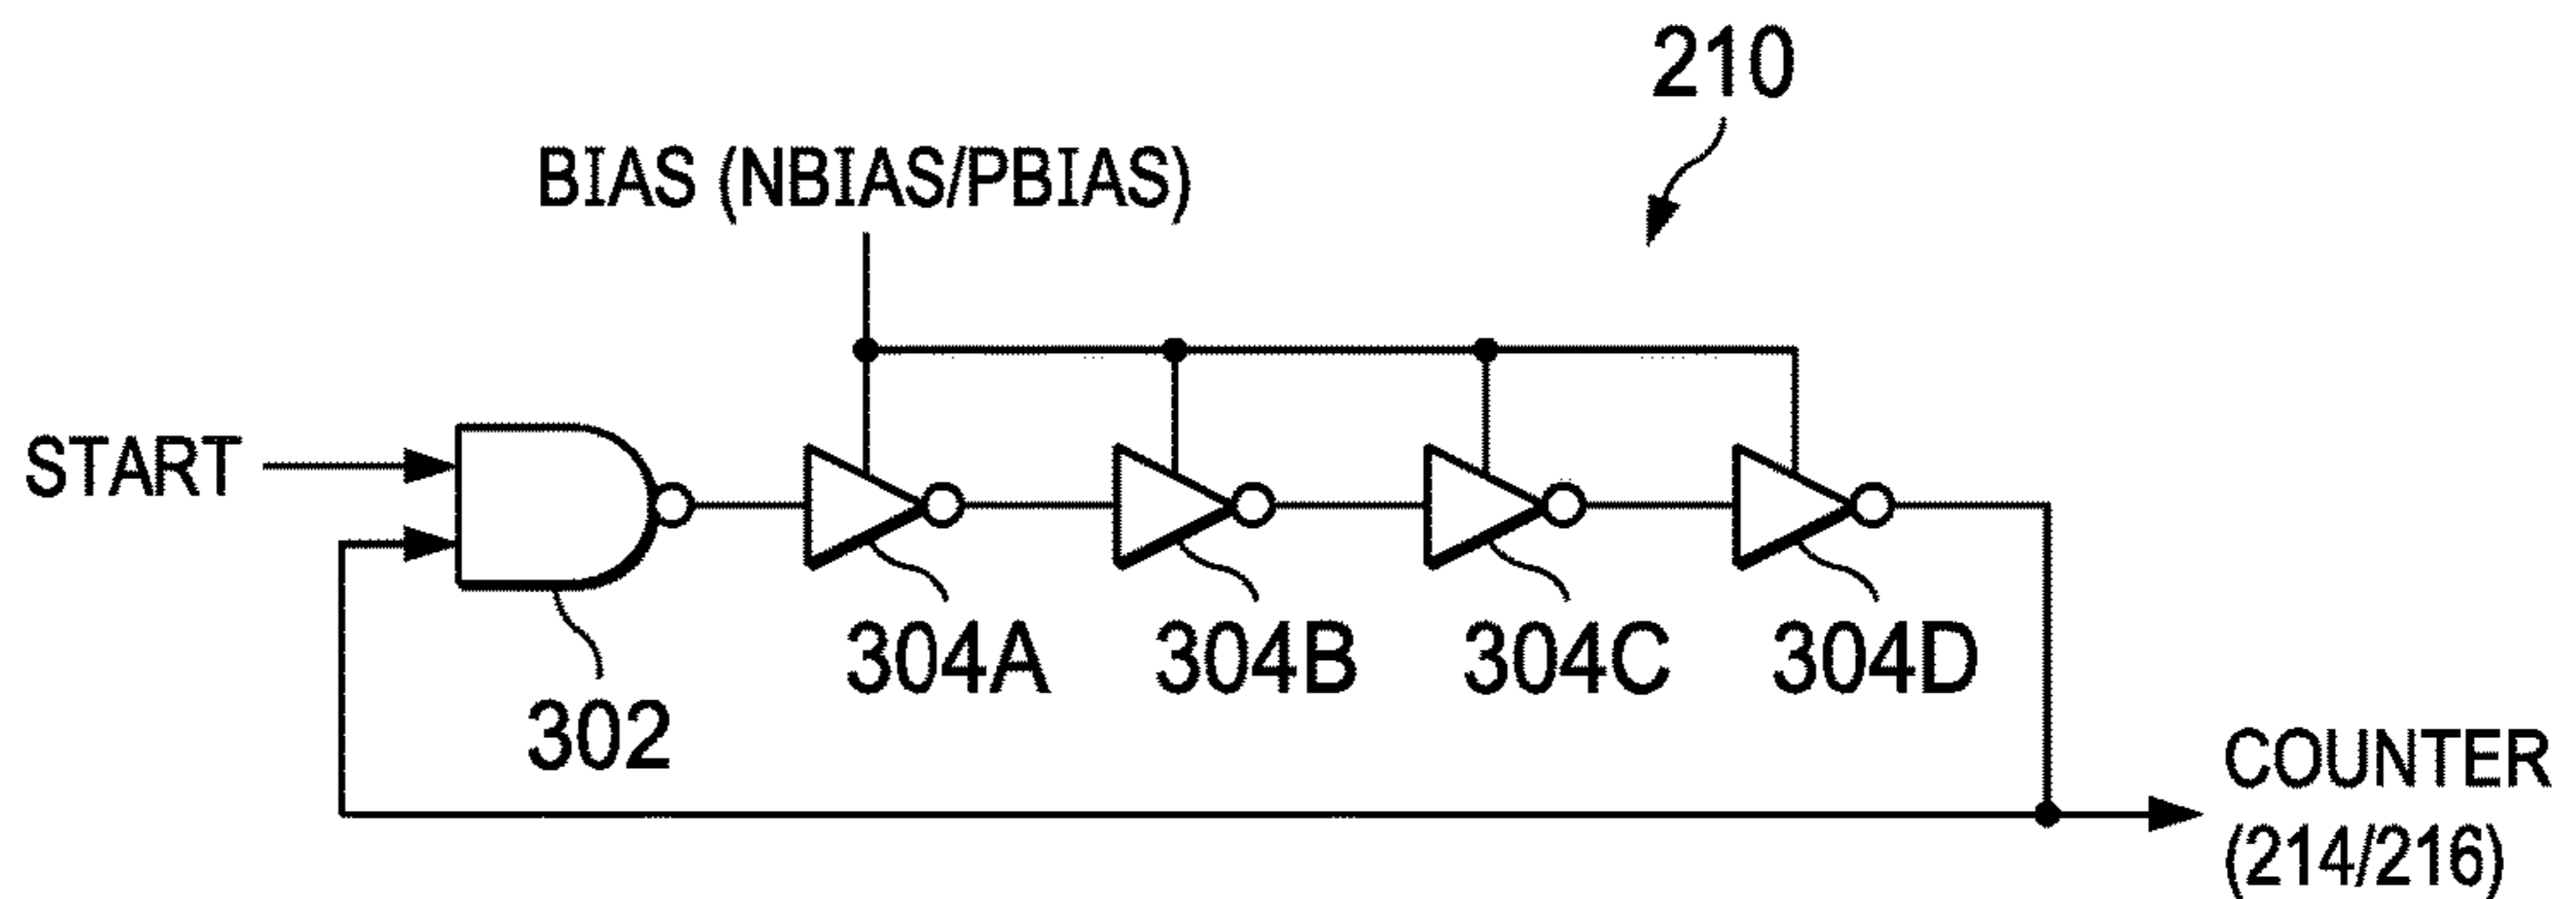 210
BIAS (NBIAS/PBIAS)
START
304A
304B
304C
304D
302
COUNTER
(214/216)